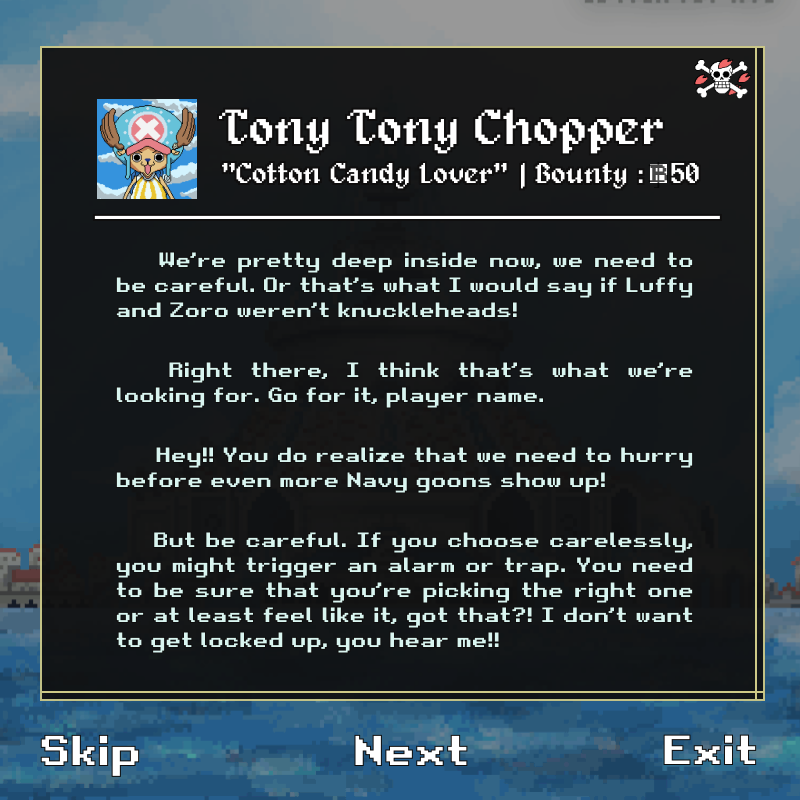 Tony Tony Chopper
"Cotton Candy Lover" | Bounty : 50
We're pretty deep inside now, we need to
be careful. Or that's what I would say if Luffy
and Zoro weren't knuckleheads!
Right there, I think that's what we're
looking for. Go for it, player name.
Hey!! You do realize that we need to hurry
before even more Navy goons show up!
But be careful. If you choose carelessly,
you might trigger an alarm or trap. You need
to be sure that you're picking the right one
or at least feel like it, got that?! I don't want
to get locked up, you hear me!!
Skip
Next
Exit